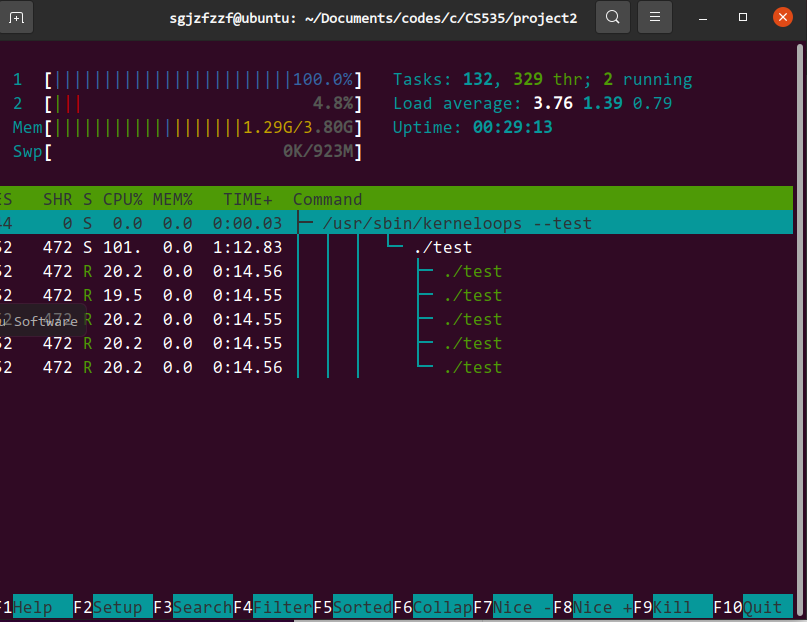 sgjzfzzf@ubuntu: ~/Documents/codes/c/CS535/project2
1 [|||||||||||||||||||||||||100.0%] Tasks: 132, 329 thr; 2 running
2 [||| 4.8%] Load average: 3.76 1.39 0.79
Mem[|||||||||||||||||||1.29G/3.80G] Uptime: 00:29:13
Swp[ 0K/923M]
ES SHR S CPU% MEM% TIME+ Command
44 0 S 0.0 0.0 0:00.03 ├─ /usr/sbin/kerneloops --test
52 472 S 101. 0.0 1:12.83 │ │ │ └─ ./test
52 472 R 20.2 0.0 0:14.56 │ │ │ ├─ ./test
52 472 R 19.5 0.0 0:14.55 │ │ │ ├─ ./test
52 472 R 20.2 0.0 0:14.55 │ │ │ ├─ ./test
u Software
52 472 R 20.2 0.0 0:14.55 │ │ │ ├─ ./test
52 472 R 20.2 0.0 0:14.56 │ │ │ └─ ./test
F1Help F2Setup F3SearchF4FilterF5SortedF6CollapF7Nice -F8Nice +F9Kill F10Quit